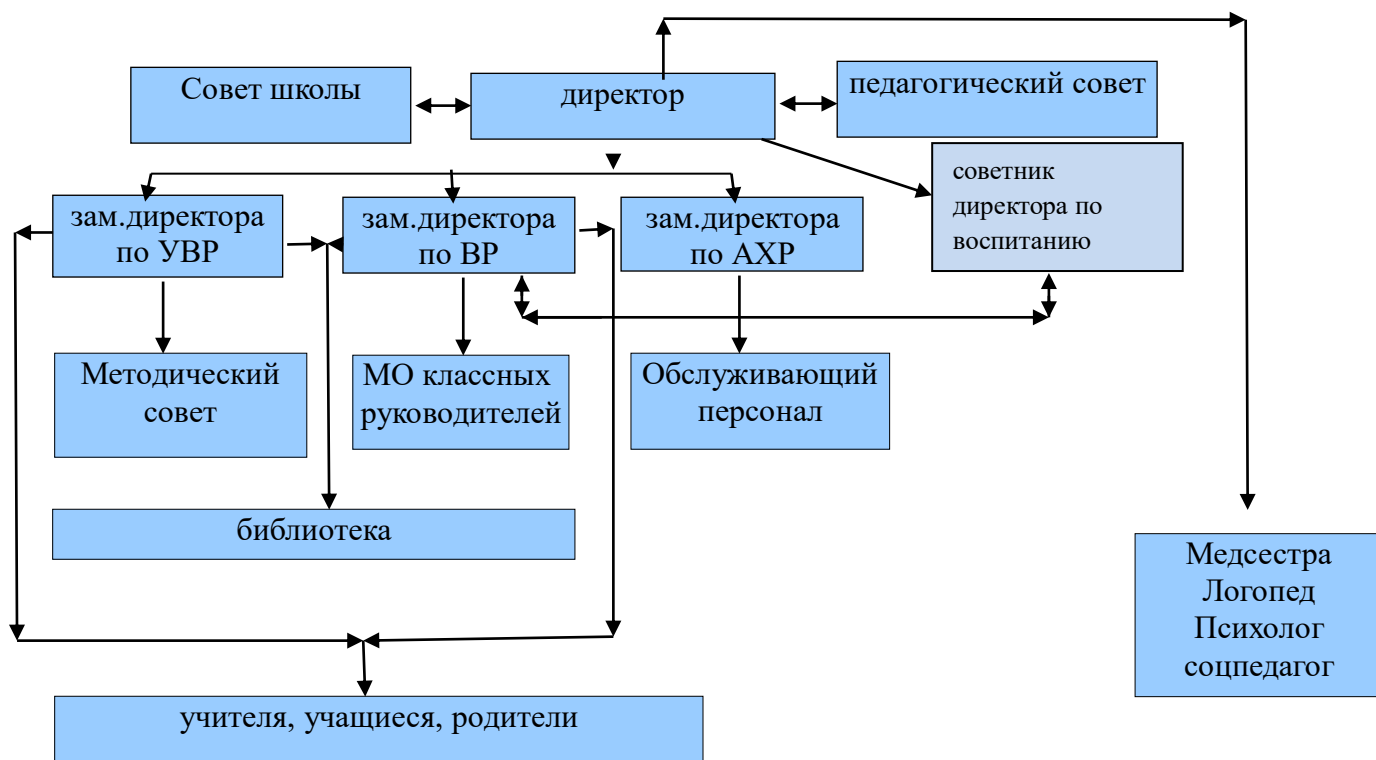 Совет школы
директор
педагогический совет
советник
директора по
воспитанию
зам.директора
по УВР
зам.директора
по ВР
зам.директора
по АХР
Методический
совет
МО классных
руководителей
Обслуживающий
персонал
библиотека
Медсестра
Логопед
Психолог
соцпедагог
учителя, учащиеся, родители